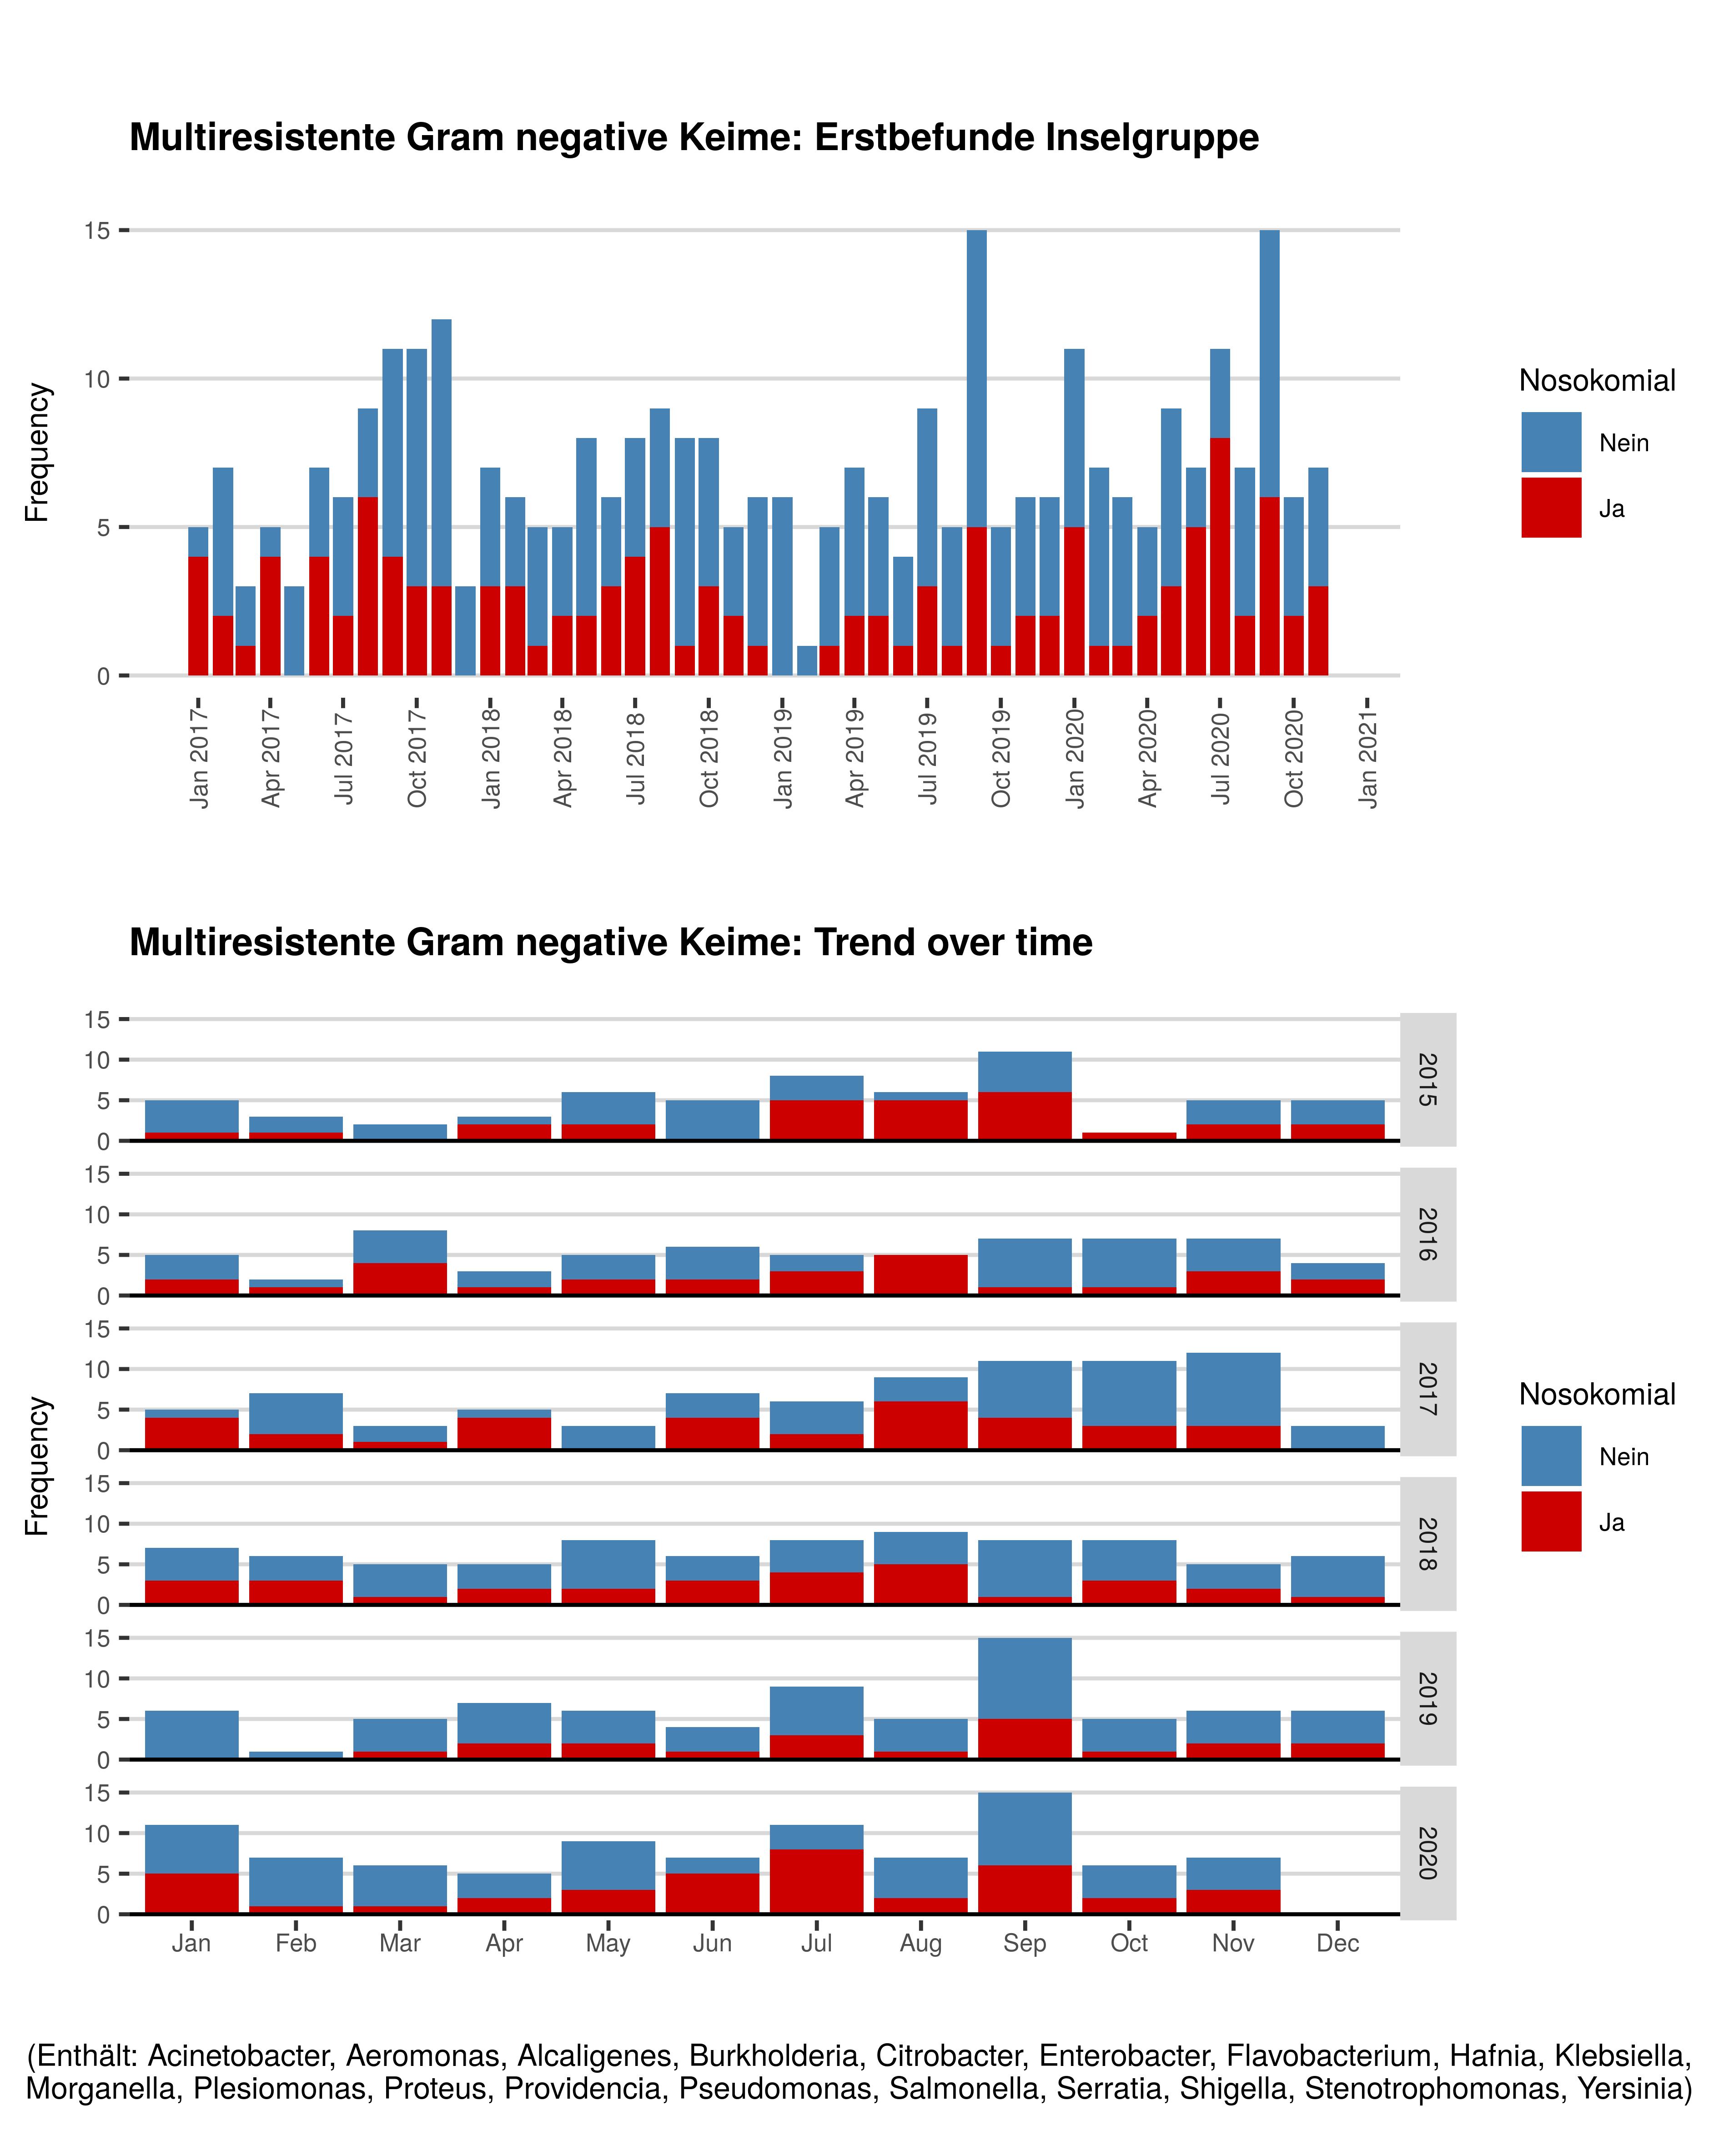 Multiresistente Gram negative Keime: Erstbefunde Inselgruppe
15
10
5
0
Frequency
Jan 2017
Apr 2017
Jul 2017
Oct 2017
Jan 2018
Apr 2018
Jul 2018
Oct 2018
Jan 2019
Apr 2019
Jul 2019
Oct 2019
Jan 2020
Apr 2020
Jul 2020
Oct 2020
Jan 2021
Nosokomial
Nein
Ja
Multiresistente Gram negative Keime: Trend over time
Frequency
15
10
5
0
2015
15
10
5
0
2016
15
10
5
0
2017
15
10
5
0
2018
15
10
5
0
2019
15
10
5
0
2020
Jan Feb Mar Apr May Jun Jul Aug Sep Oct Nov Dec
Nosokomial
Nein
Ja
(Enthält: Acinetobacter, Aeromonas, Alcaligenes, Burkholderia, Citrobacter, Enterobacter, Flavobacterium, Hafnia, Klebsiella,
Morganella, Plesiomonas, Proteus, Providencia, Pseudomonas, Salmonella, Serratia, Shigella, Stenotrophomonas, Yersinia)